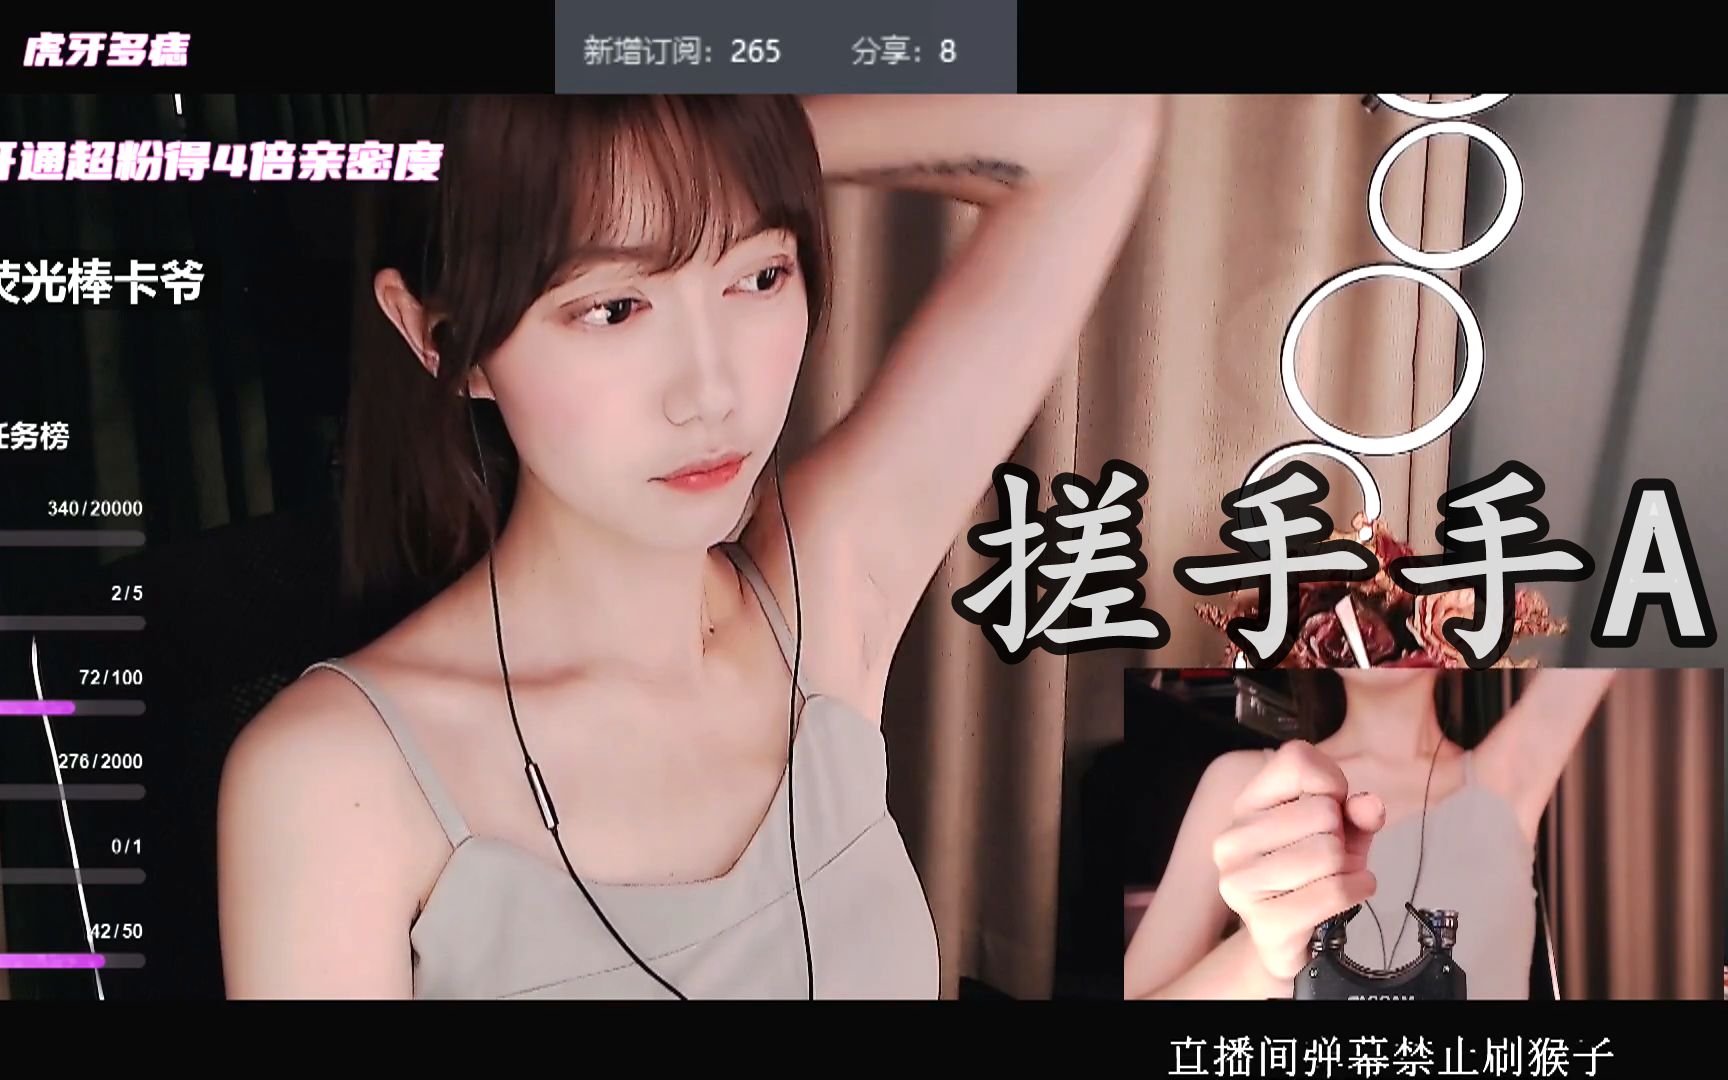 虎牙多痣
新增订阅：265 分享：8
开通超粉得4倍亲密度
荧光棒卡爷
任务榜
340/20000
2/5
72/100
276/2000
0/1
42/50
搓手手A
TASCAM
直播间弹幕禁止刷猴子